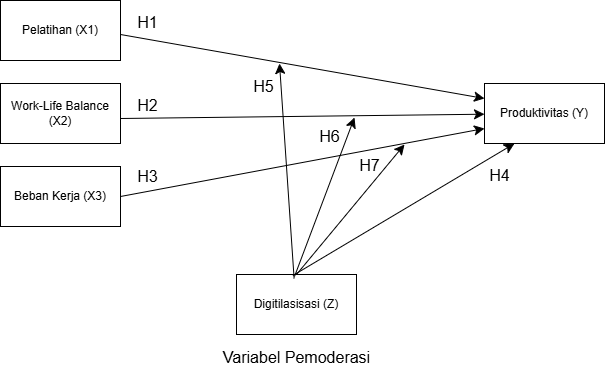 Pelatihan (X1)
H1
H5
Work-Life Balance
(X2)
H2
Produktivitas (Y)
H6
H7
Beban Kerja (X3)
H3
H4
Digitilasisasi (Z)
Variabel Pemoderasi